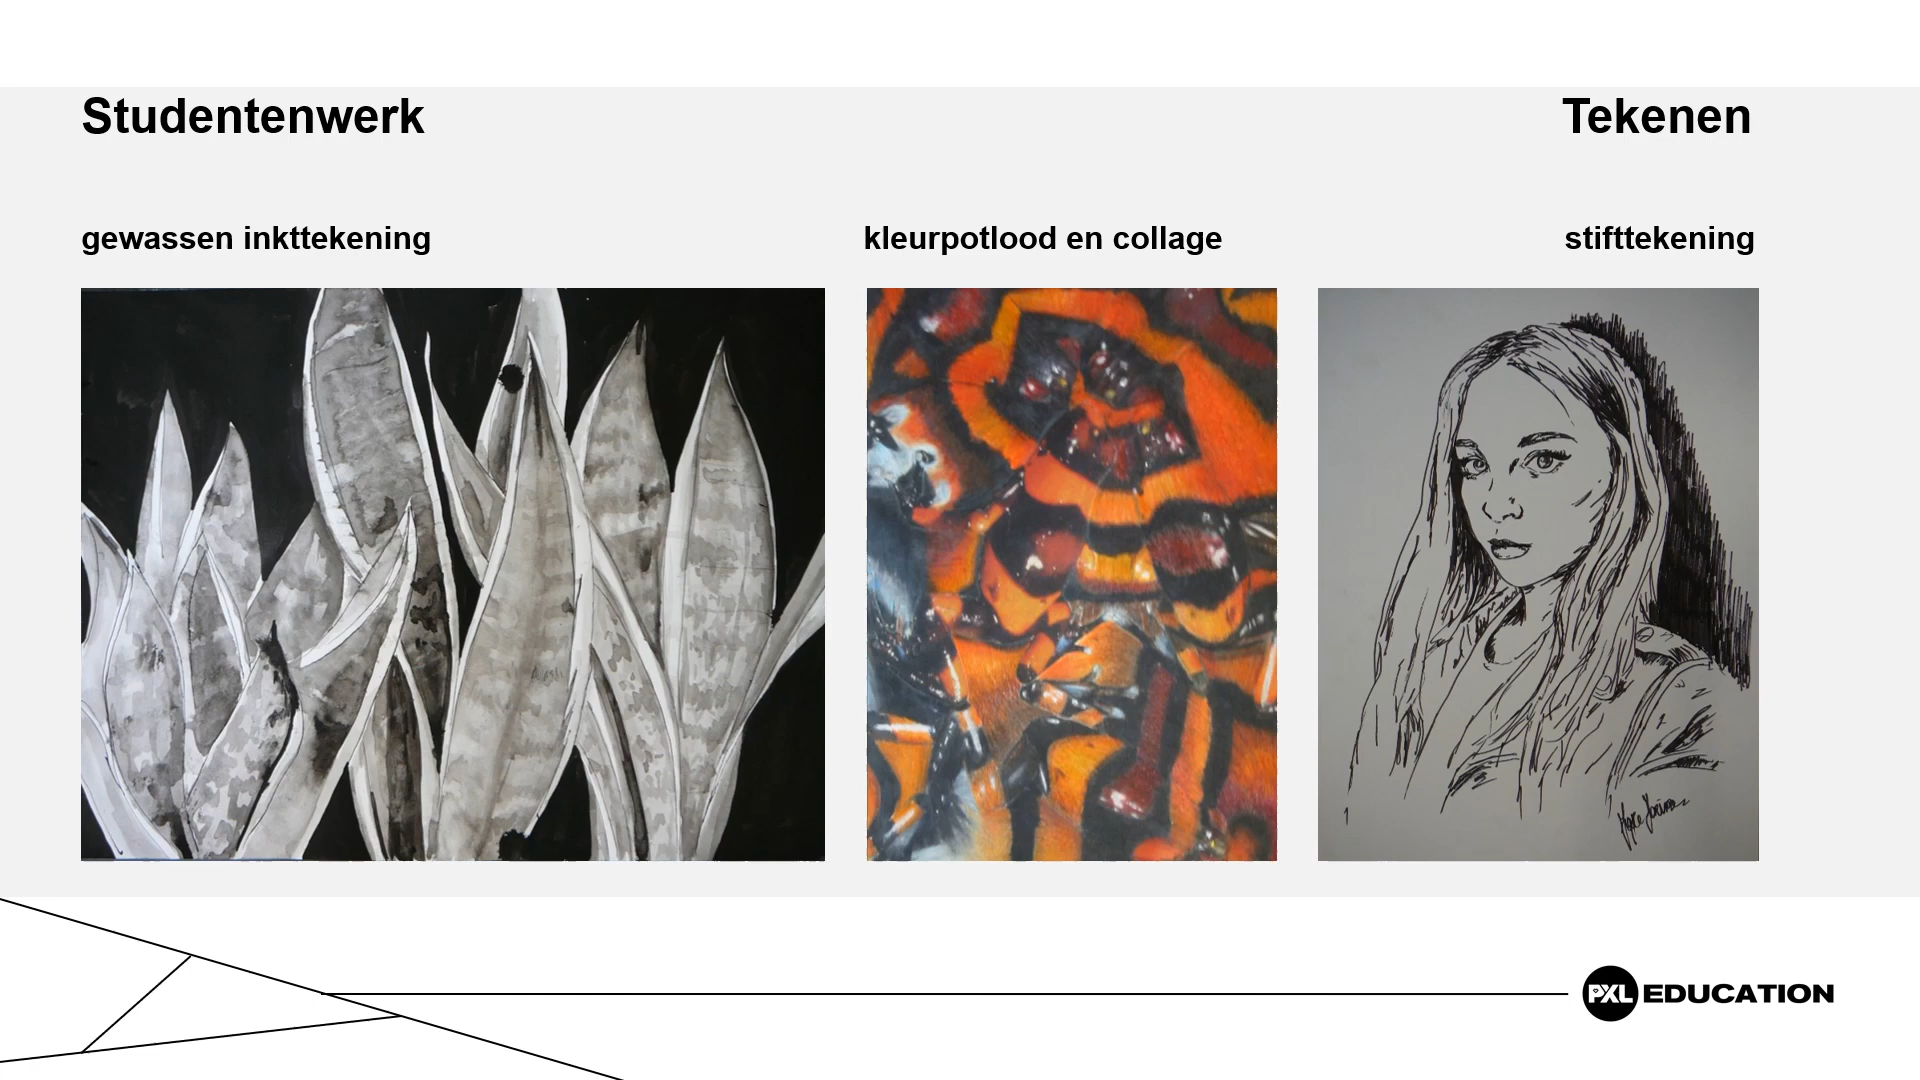 Studentenwerk
Tekenen
gewassen inkttekening
kleurpotlood en collage
stifttekening
PXL EDUCATION